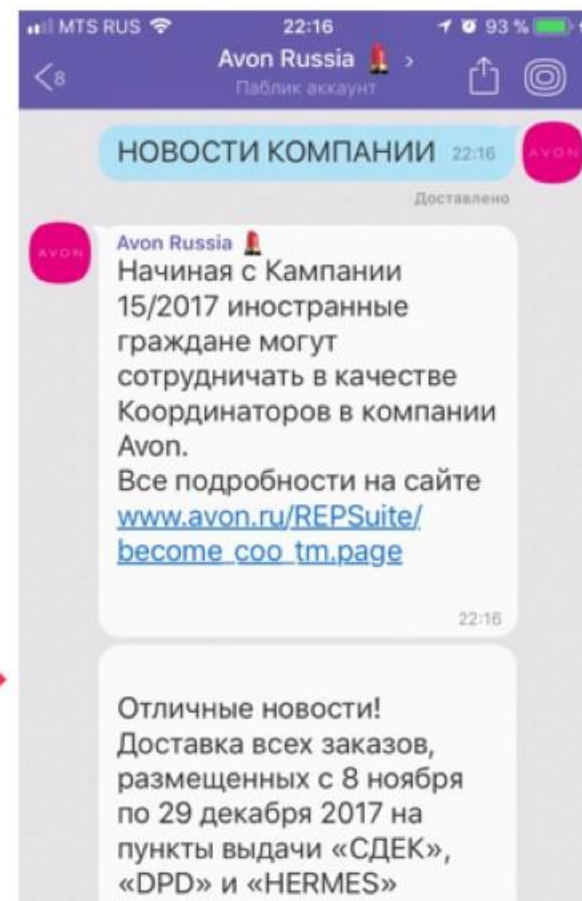 MTS RUS 22:16 93 %
8 Avon Russia
Паблик аккаунт
НОВОСТИ КОМПАНИИ 22:16
AVON
Доставлено
AVON
Avon Russia
Начиная с Кампании
15/2017 иностранные
граждане могут
сотрудничать в качестве
Координаторов в компании
Avon.
Все подробности на сайте
www.avon.ru/REPSuite/
become_coo_tm.page
22:16
Отличные новости!
Доставка всех заказов,
размещенных с 8 ноября
по 29 декабря 2017 на
пункты выдачи «СДЕК»,
«DPD» и «HERMES»